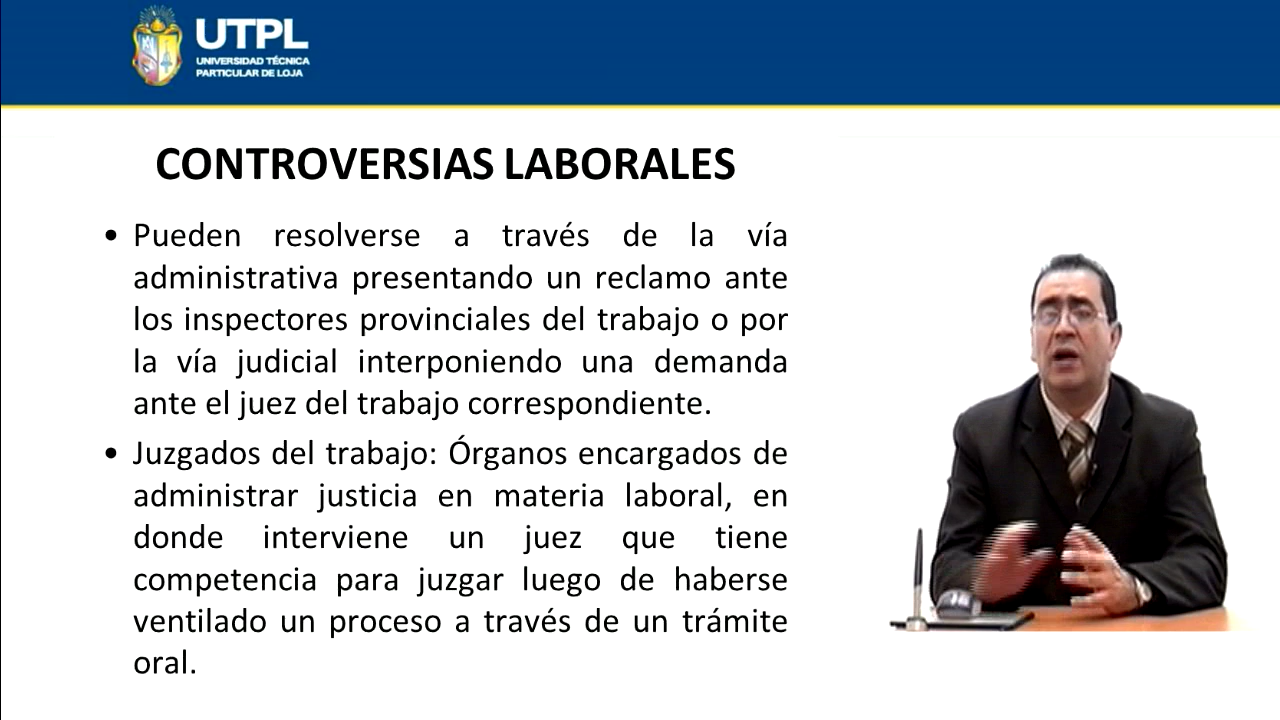 UTPL
UNIVERSIDAD TÉCNICA
PARTICULAR DE LOJA
CONTROVERSIAS LABORALES
• Pueden resolverse a través de la vía
administrativa presentando un reclamo ante
los inspectores provinciales del trabajo o por
la vía judicial interponiendo una demanda
ante el juez del trabajo correspondiente.
• Juzgados del trabajo: Órganos encargados de
administrar justicia en materia laboral, en
donde interviene un juez que tiene
competencia para juzgar luego de haberse
ventilado un proceso a través de un trámite
oral.